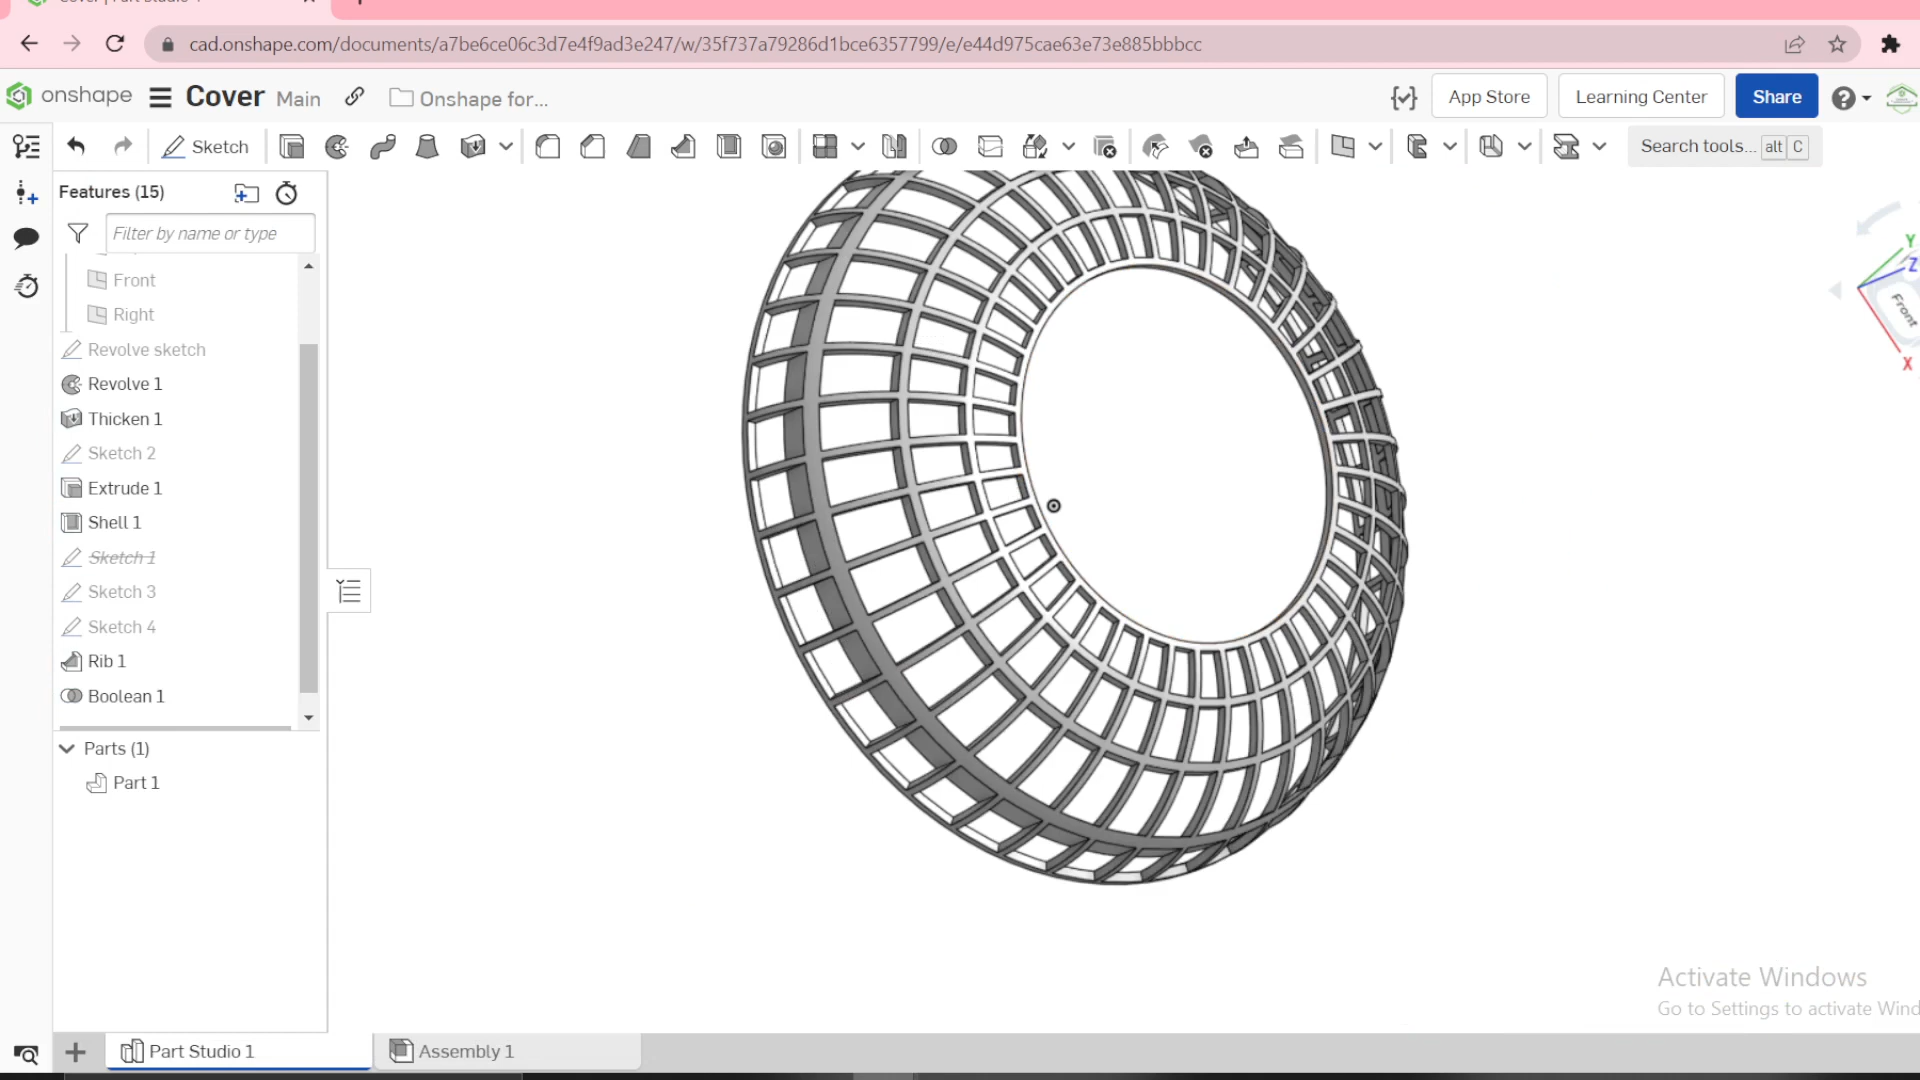 cad.onshape.com/documents/a7be6ce06c3d7e4f9ad3e247/w/35f737a79286d1bce6357799/e/e44d975cae63e73e885bbbcc
onshape Cover Main Onshape for... App Store Learning Center Share
Sketch Search tools... alt C
Features (15)
Filter by name or type
Front
Right
Revolve sketch
Revolve 1
Thicken 1
Sketch 2
Extrude 1
Shell 1
Sketch 1
Sketch 3
Sketch 4
Rib 1
Boolean 1
Parts (1)
Part 1
Y
Z
Front
X
Activate Windows
Go to Settings to activate Wind
Part Studio 1
Assembly 1